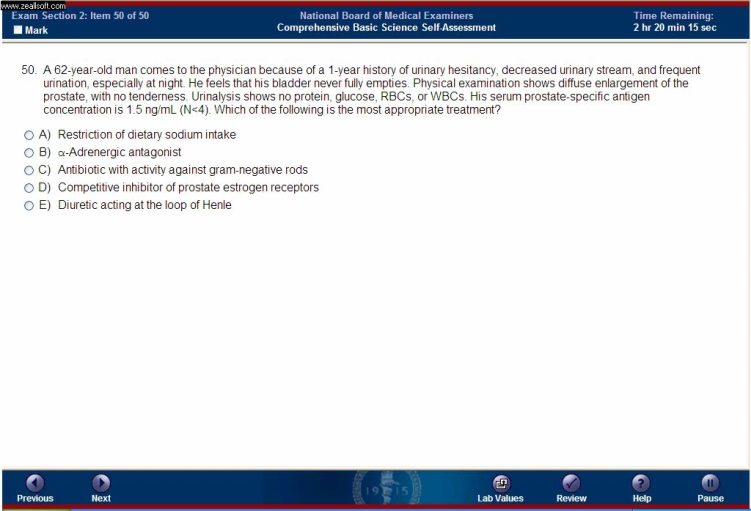 www.zeallsoft.com
Exam Section 2: Item 50 of 50
National Board of Medical Examiners
Time Remaining:
Mark
Comprehensive Basic Science Self-Assessment
2 hr 20 min 15 sec
50. A 62-year-old man comes to the physician because of a 1-year history of urinary hesitancy, decreased urinary stream, and frequent
urination, especially at night. He feels that his bladder never fully empties. Physical examination shows diffuse enlargement of the
prostate, with no tenderness. Urinalysis shows no protein, glucose, RBCs, or WBCs. His serum prostate-specific antigen
concentration is 1.5 ng/mL (N<4). Which of the following is the most appropriate treatment?
A) Restriction of dietary sodium intake
B) α-Adrenergic antagonist
C) Antibiotic with activity against gram-negative rods
D) Competitive inhibitor of prostate estrogen receptors
E) Diuretic acting at the loop of Henle
1915
Previous
Next
Lab Values
Review
Help
Pause